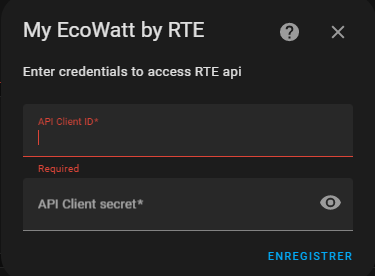 My EcoWatt by RTE
Enter credentials to access RTE api
API Client ID*
Required
API Client secret*
ENREGISTRER